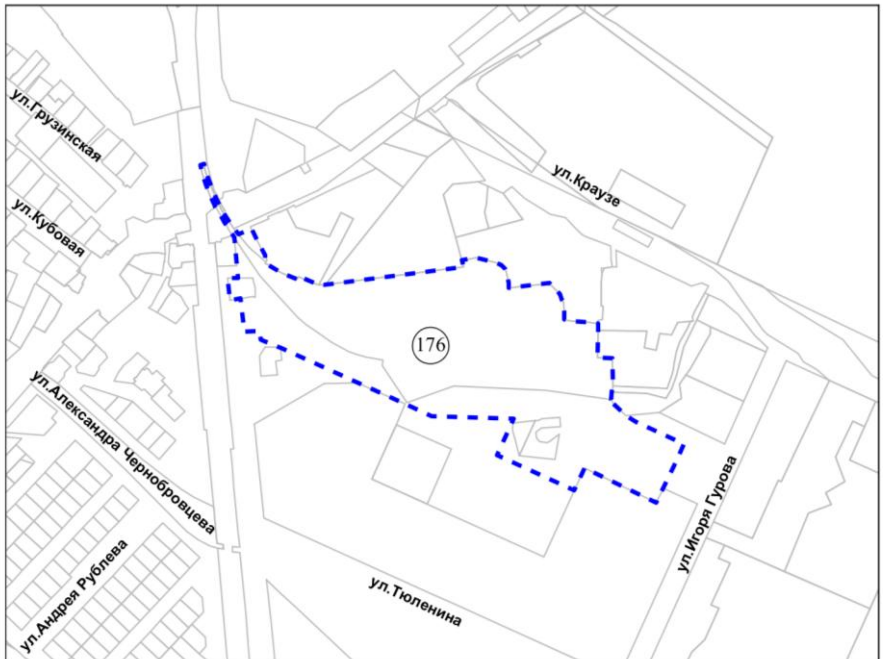 ул.Грузинская
ул.Краузе
ул.Кубовая
176
ул.Александра Чернобровцева
ул.Игоря Гурова
ул.Андрея Рублева
ул.Тюленина